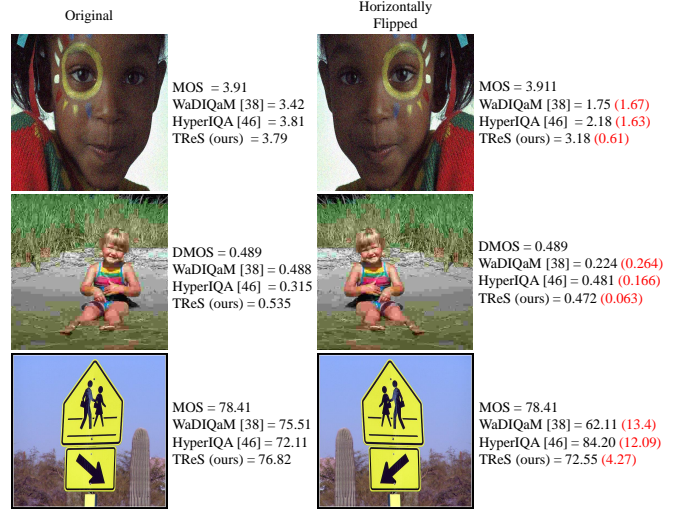 Original
Horizontally
Flipped
MOS = 3.91
WaDIQaM [38] = 3.42
HyperIQA [46] = 3.81
TReS (ours) = 3.79
MOS = 3.911
WaDIQaM [38] = 1.75 (1.67)
HyperIQA [46] = 2.18 (1.63)
TReS (ours) = 3.18 (0.61)
DMOS = 0.489
WaDIQaM [38] = 0.488
HyperIQA [46] = 0.315
TReS (ours) = 0.535
DMOS = 0.489
WaDIQaM [38] = 0.224 (0.264)
HyperIQA [46] = 0.481 (0.166)
TReS (ours) = 0.472 (0.063)
MOS = 78.41
WaDIQaM [38] = 75.51
HyperIQA [46] = 72.11
TReS (ours) = 76.82
MOS = 78.41
WaDIQaM [38] = 62.11 (13.4)
HyperIQA [46] = 84.20 (12.09)
TReS (ours) = 72.55 (4.27)